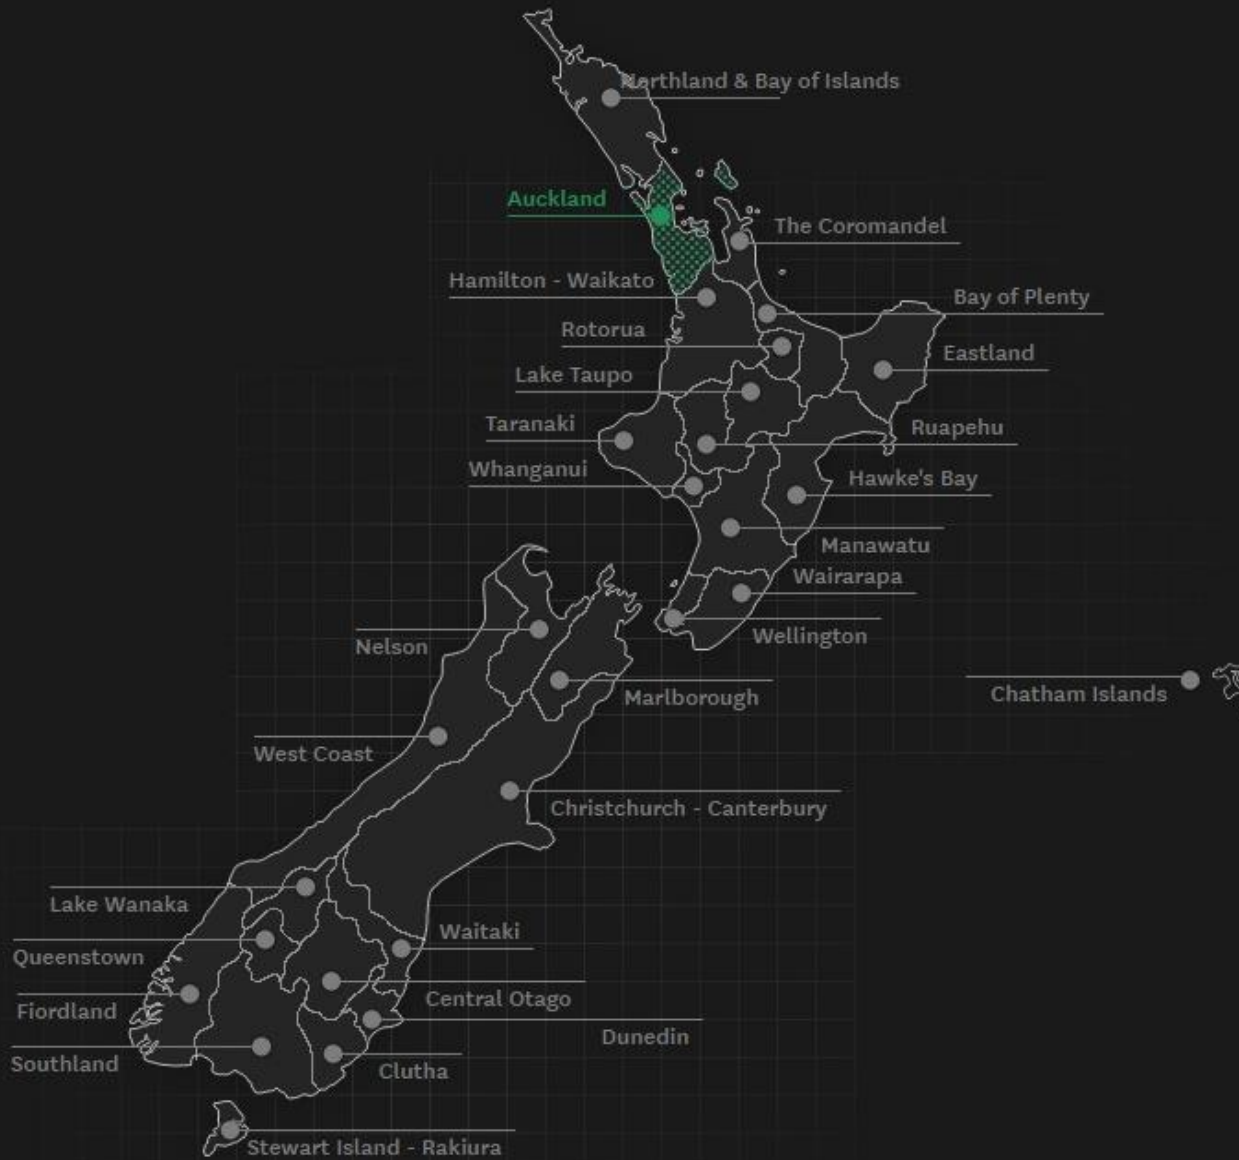 Northland & Bay of Islands
Auckland
The Coromandel
Hamilton - Waikato
Bay of Plenty
Rotorua
Eastland
Lake Taupo
Taranaki
Ruapehu
Whanganui
Hawke's Bay
Manawatu
Wairarapa
Wellington
Nelson
Chatham Islands
Marlborough
West Coast
Christchurch - Canterbury
Lake Wanaka
Waitaki
Queenstown
Central Otago
Fiordland
Dunedin
Southland
Clutha
Stewart Island - Rakiura